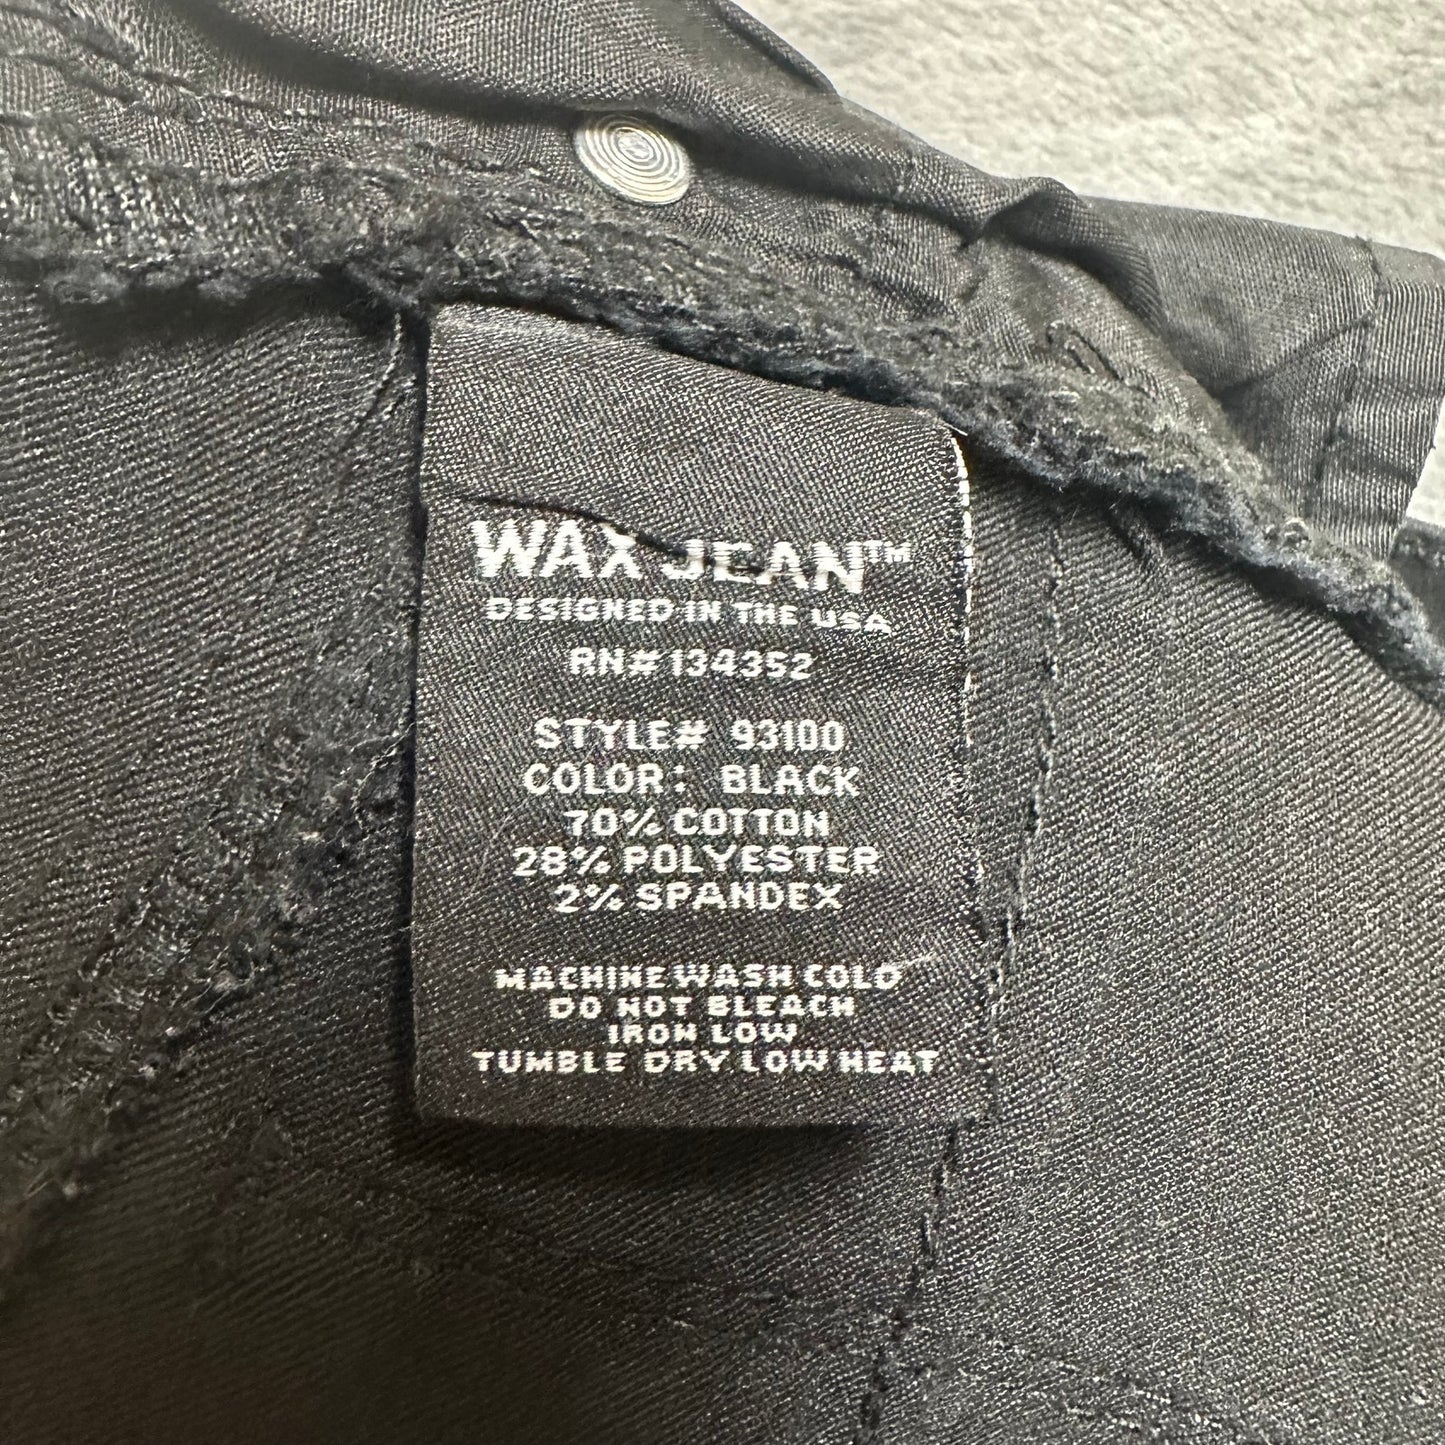 WAX JEAN™
DESIGNED IN THE USA
RN# 134352
STYLE# 93100
COLOR: BLACK
70% COTTON
28% POLYESTER
2% SPANDEX
MACHINE WASH COLD
DO NOT BLEACH
IRON LOW
TUMBLE DRY LOW HEAT